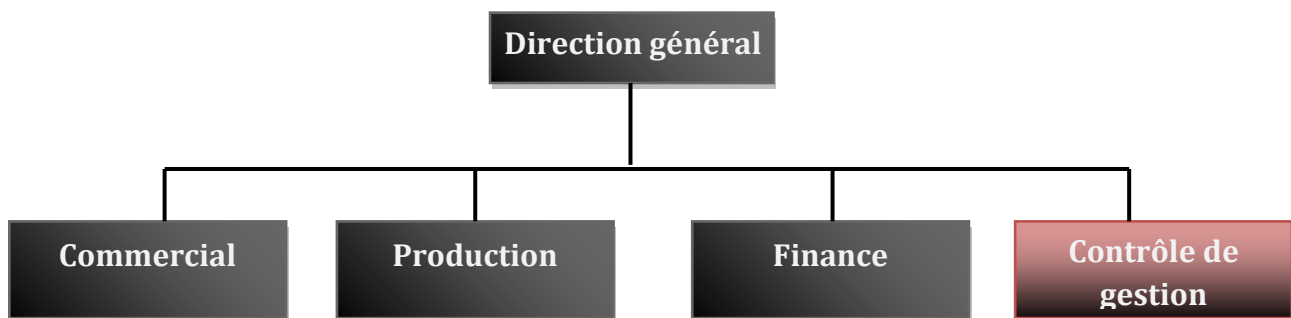 Direction général
Commercial
Production
Finance
Contrôle de
gestion